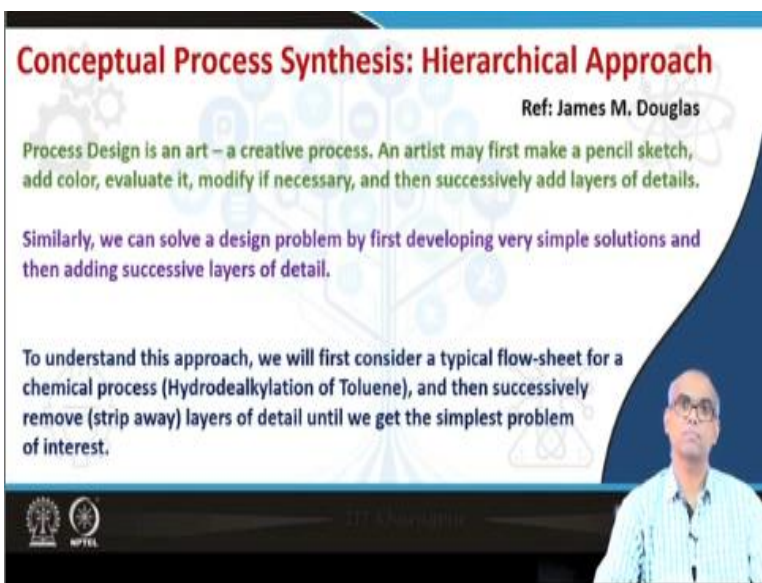 Conceptual Process Synthesis: Hierarchical Approach
Ref: James M. Douglas
Process Design is an art – a creative process. An artist may first make a pencil sketch,
add color, evaluate it, modify if necessary, and then successively add layers of details.
Similarly, we can solve a design problem by first developing very simple solutions and
then adding successive layers of detail.
To understand this approach, we will first consider a typical flow-sheet for a
chemical process (Hydrodealkylation of Toluene), and then successively
remove (strip away) layers of detail until we get the simplest problem
of interest.
NPTEL